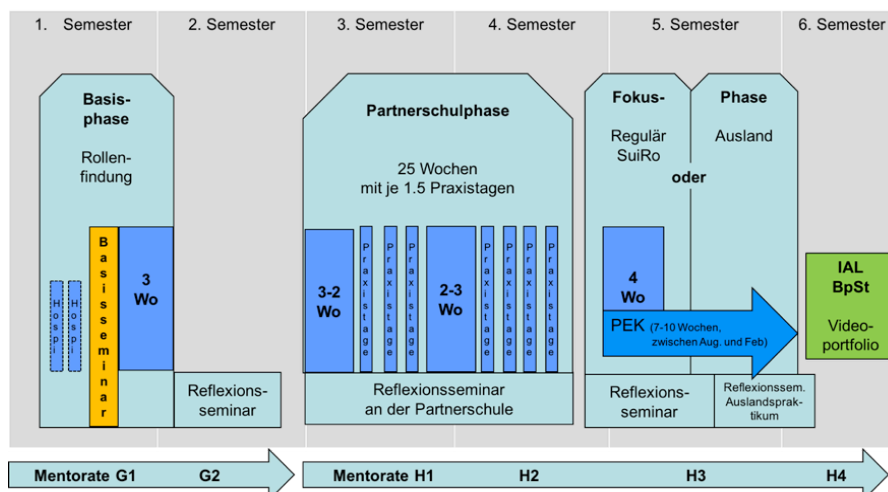 1. Semester
2. Semester
3. Semester
4. Semester
5. Semester
6. Semester
Basis-
phase
Rollen-
findung
Hospi
Hospi
Basisseminar
3
Wo
Reflexions-
seminar
Partnerschulphase
25 Wochen
mit je 1.5 Praxistagen
3-2
Wo
Praxistage
Praxistage
Praxistage
2-3
Wo
Praxistage
Praxistage
Praxistage
Praxistage
Reflexionsseminar
an der Partnerschule
Fokus-
Phase
Regulär
SuiRo
Ausland
oder
4
Wo
PEK (7-10 Wochen,
zwischen Aug. und Feb)
Reflexions-
seminar
Reflexionssem.
Auslandsprak-
tikum
IAL
BpSt
Video-
portfolio
Mentorate G1
G2
Mentorate H1
H2
H3
H4